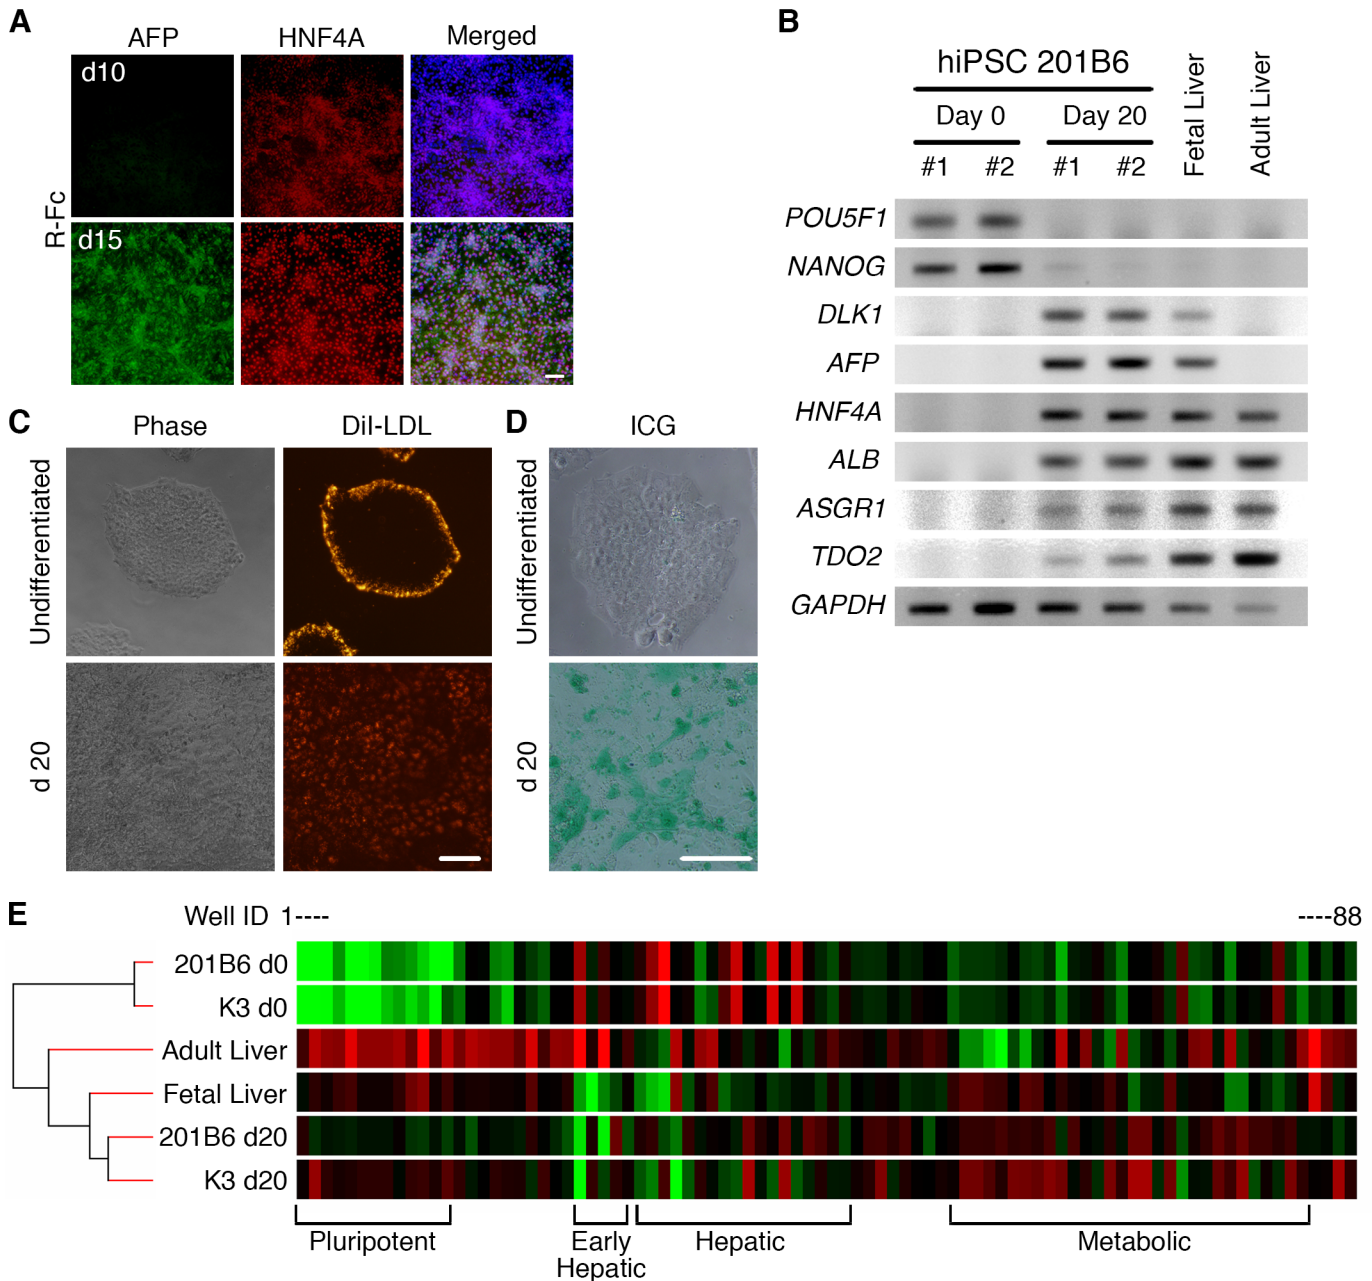 A
AFP HNF4A Merged
R-Fc
d10
d15
B
hiPSC 201B6
Day 0 Day 20 Fetal Liver Adult Liver
#1 #2 #1 #2
POU5F1
NANOG
DLK1
AFP
HNF4A
ALB
ASGR1
TDO2
GAPDH
C
Phase DiI-LDL
Undifferentiated
d 20
D
ICG
Undifferentiated
d 20
E
Well ID 1---- ----88
201B6 d0
K3 d0
Adult Liver
Fetal Liver
201B6 d20
K3 d20
Pluripotent Early Hepatic Metabolic
Hepatic